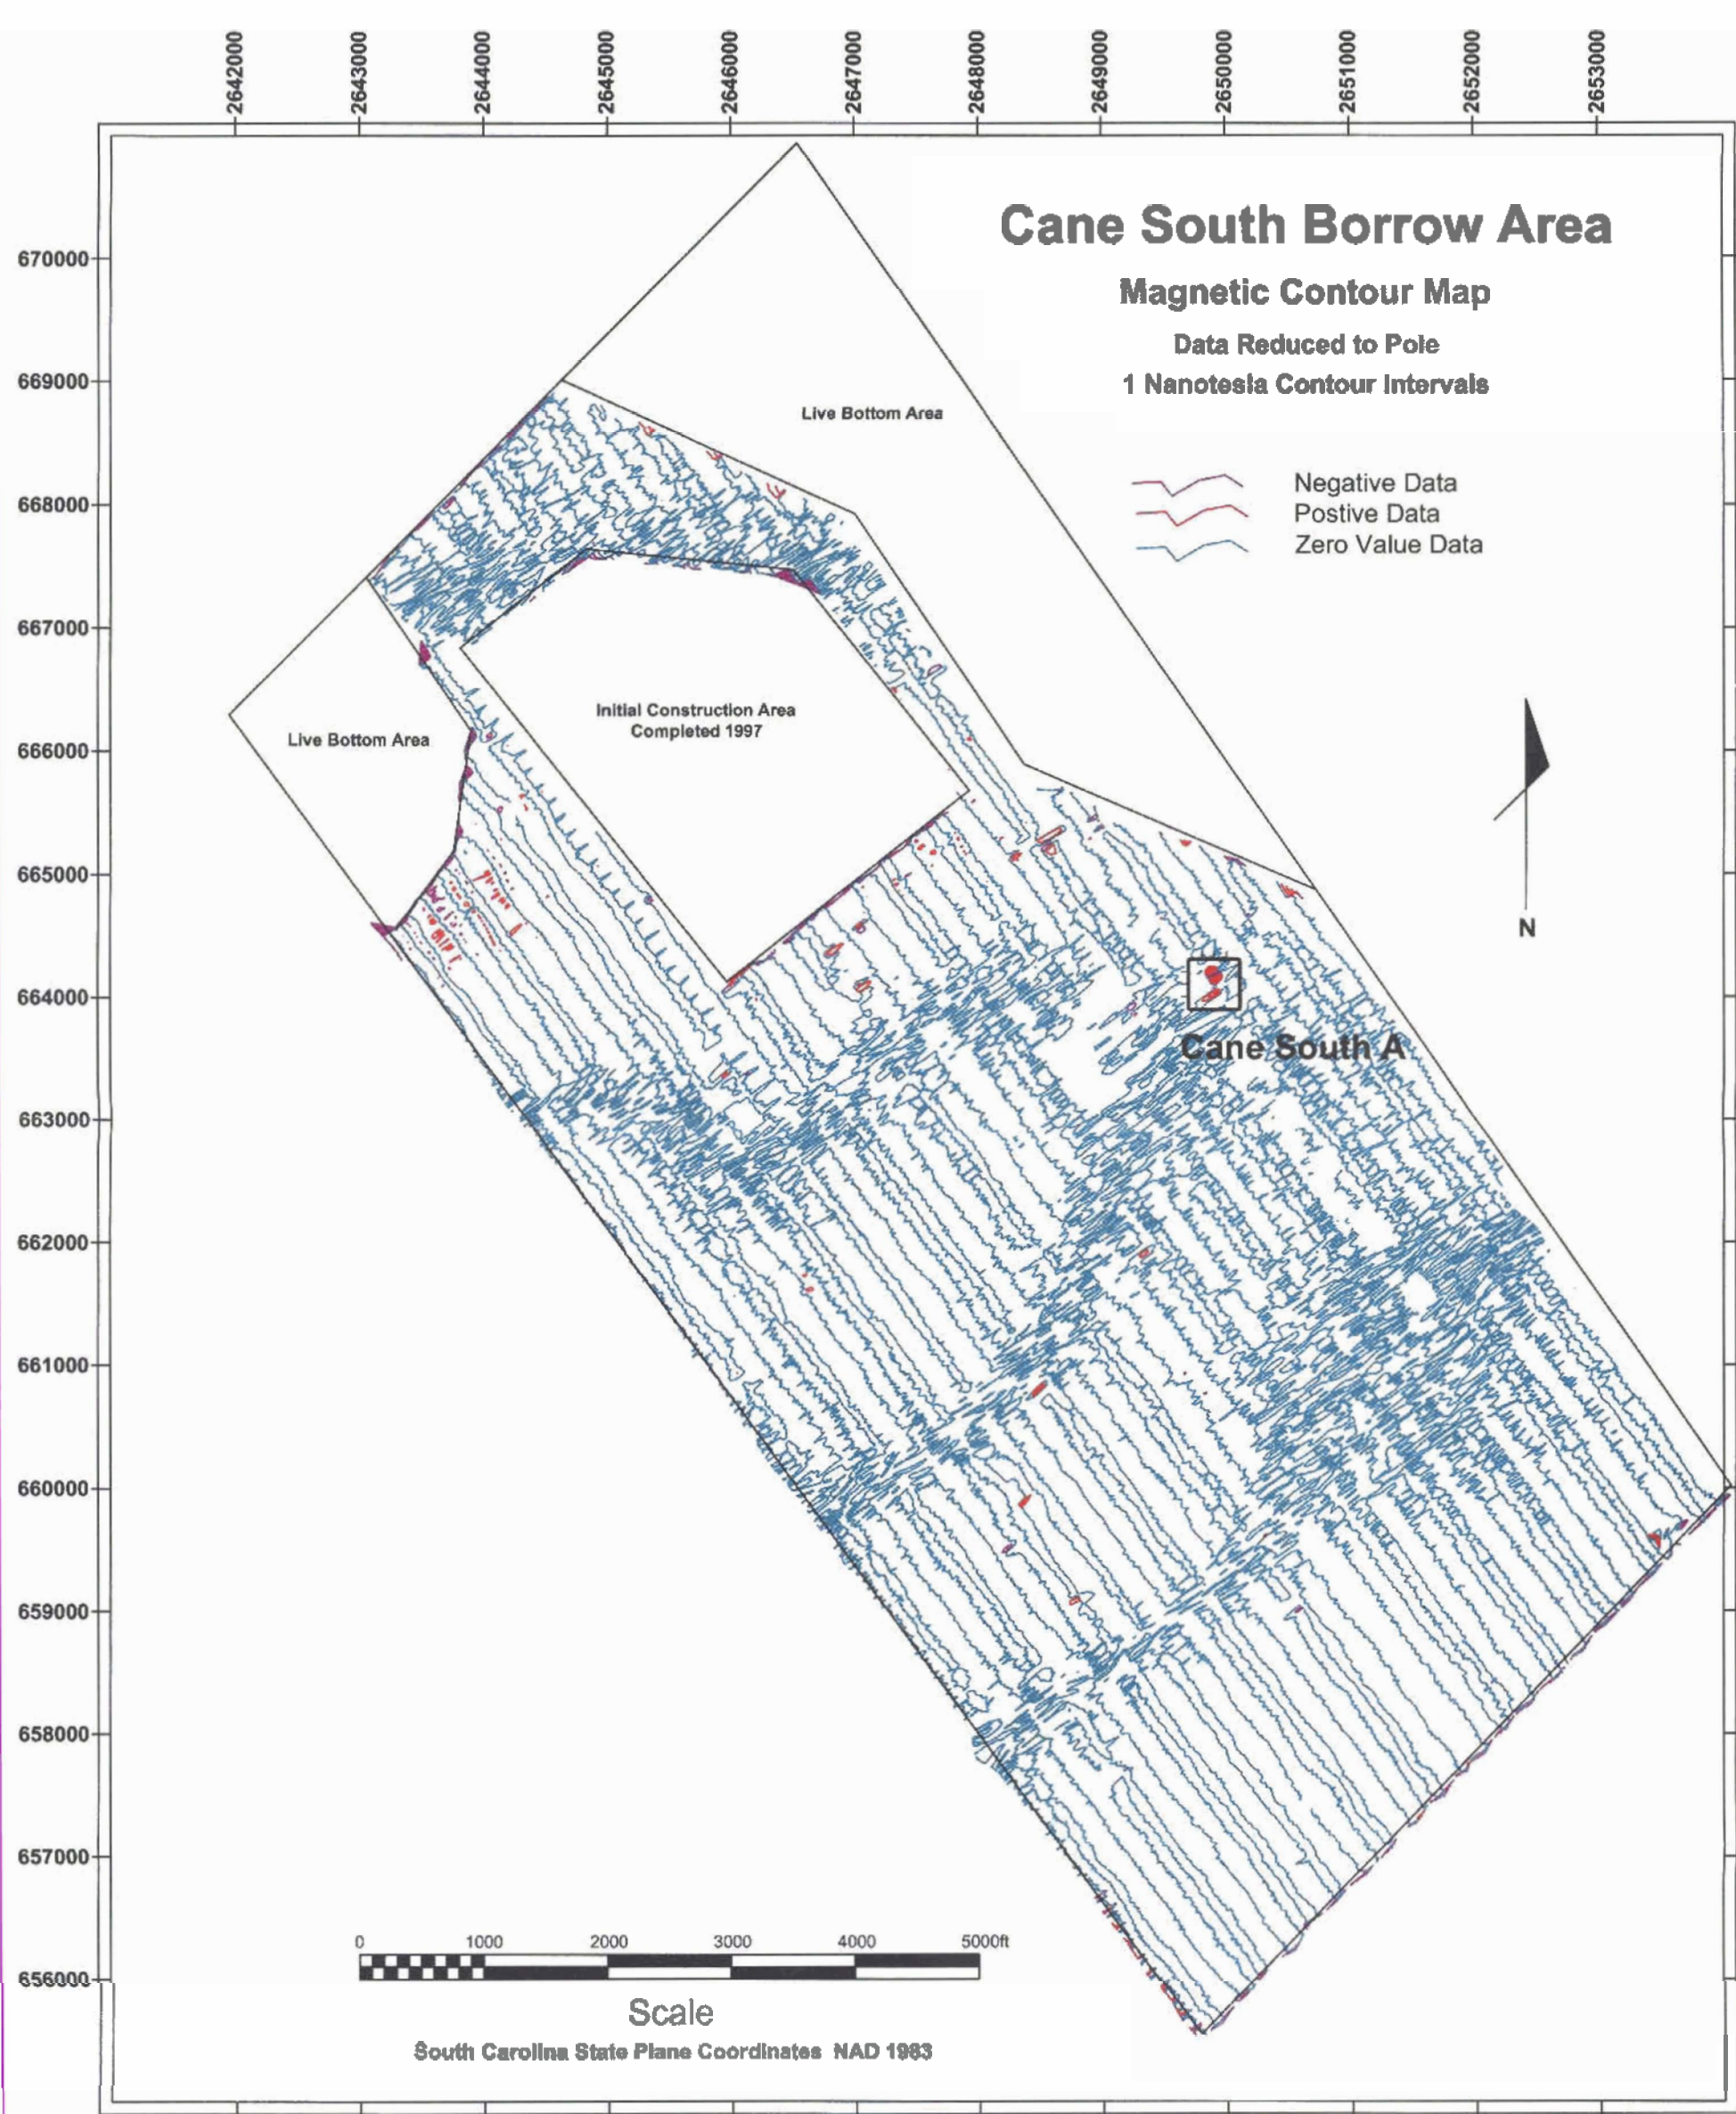 2642000 2643000 2644000 2645000 2646000 2647000 2648000 2649000 2650000 2651000 2652000 2653000
Cane South Borrow Area
Magnetic Contour Map
Data Reduced to Pole
1 Nanotesla Contour Intervals
670000
669000
Live Bottom Area
Negative Data
668000
Postive Data
Zero Value Data
667000
Initial Construction Area
Completed 1997
Live Bottom Area
666000
665000
N
664000
Cane South A
663000
662000
661000
660000
659000
658000
657000
0 1000 2000 3000 4000 5000ft
656000
Scale
South Carolina State Plane Coordinates NAD 1983